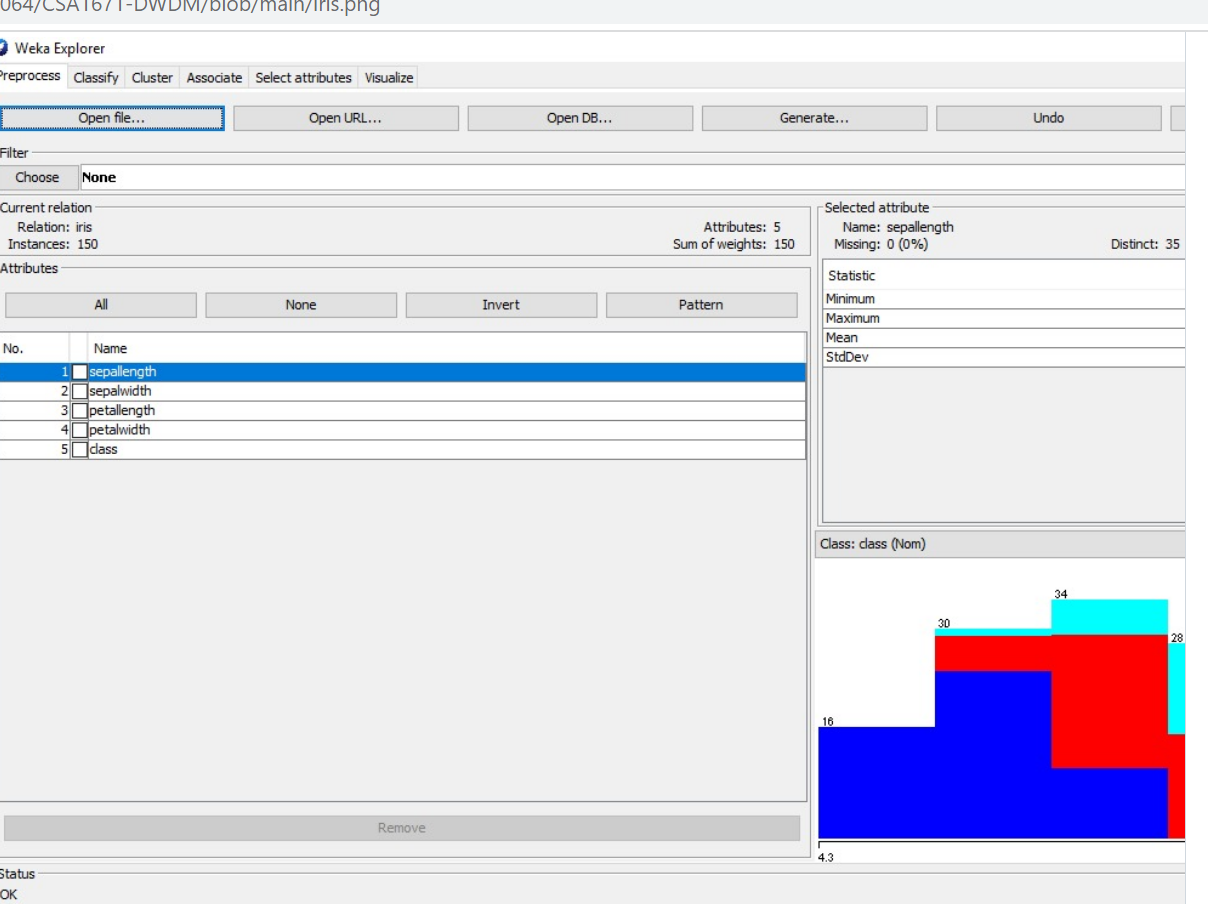 064/CSA1671-DWDM/blob/main/iris.png
Weka Explorer
Preprocess Classify Cluster Associate Select attributes Visualize
Open file... Open URL... Open DB... Generate... Undo
Filter
Choose None
Current relation
Relation: iris Attributes: 5
Instances: 150 Sum of weights: 150
Selected attribute
Name: sepallength
Missing: 0 (0%) Distinct: 35
Attributes
All None Invert Pattern
No. Name
1 sepallength
2 sepalwidth
3 petallength
4 petalwidth
5 class
Remove
Statistic
Minimum
Maximum
Mean
StdDev
Class: class (Nom)
16
30
34
28
4.3
Status
OK